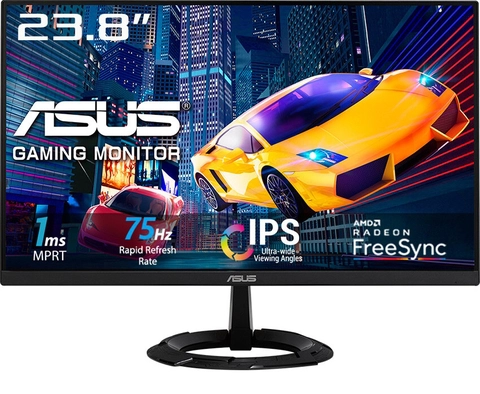 23.8"
ASUS®
GAMING MONITOR
1ms
MPRT
75Hz
Rapid Refresh
Rate
IPS
Ultra-wide
Viewing Angles
AMD
RADEON
FreeSync
ASUS